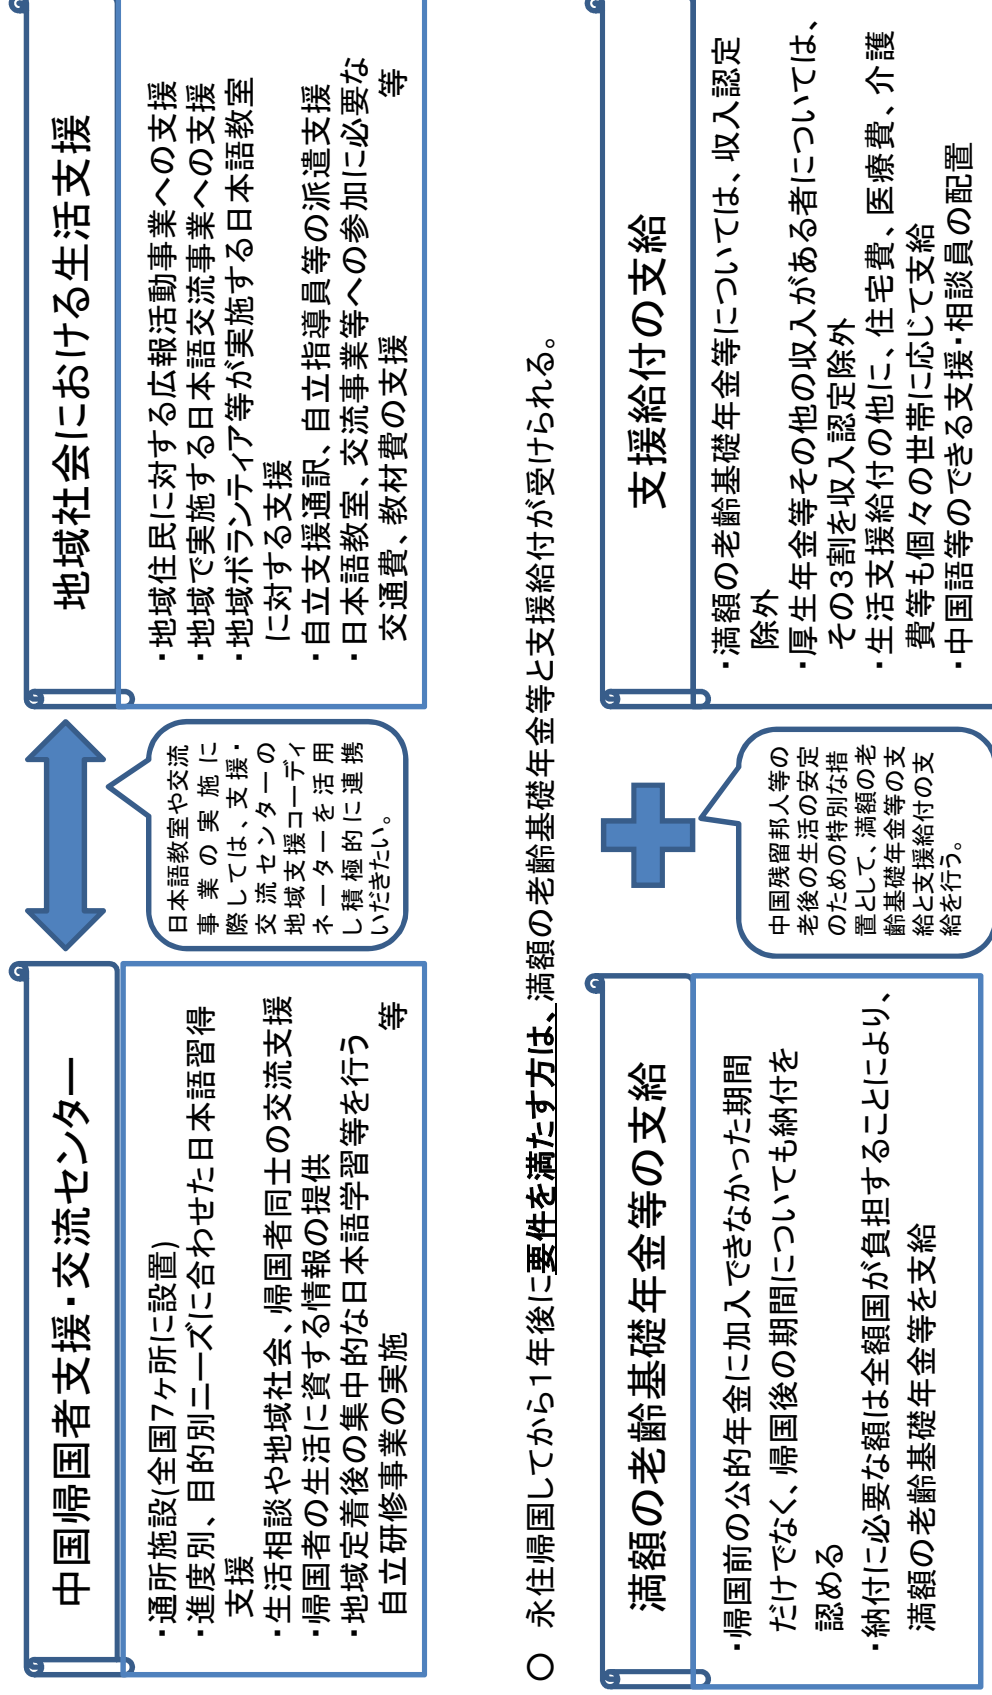 中国帰国者支援・交流センター
・通所施設(全国7ヶ所に設置)
・進度別、目的別ニーズに合わせた日本語習得
支援
・生活相談や地域社会、帰国者同士の交流支援
・帰国者の生活に資する情報の提供
・地域定着後の集中的な日本語学習等を行う
自立研修事業の実施 等
日本語教室や交流
事業の実施に
際しては、支援・
交流センターの
地域支援コーディ
ネーターを活用
し積極的に連携
いただきたい。
地域社会における生活支援
・地域住民に対する広報活動事業への支援
・地域で実施する日本語交流事業への支援
・地域ボランティア等が実施する日本語教室
に対する支援
・自立支援通訳、自立指導員等の派遣支援
・日本語教室、交流事業等への参加に必要な
交通費、教材費の支援 等
○ 永住帰国してから1年後に要件を満たす方は、満額の老齢基礎年金等と支援給付が受けられる。
満額の老齢基礎年金等の支給
・帰国前の公的年金に加入できなかった期間
だけでなく、帰国後の期間についても納付を
認める
・納付に必要な額は全額国が負担することにより、
満額の老齢基礎年金等を支給
中国残留邦人等の
老後の生活の安定
のための特別な措
置として、満額の老
齢基礎年金等の支
給と支援給付の支
給を行う。
支援給付の支給
・満額の老齢基礎年金等については、収入認定
除外
・厚生年金等その他の収入がある者については、
その3割を収入認定除外
・生活支援給付の他に、住宅費、医療費、介護
費等も個々の世帯に応じて支給
・中国語等のできる支援・相談員の配置